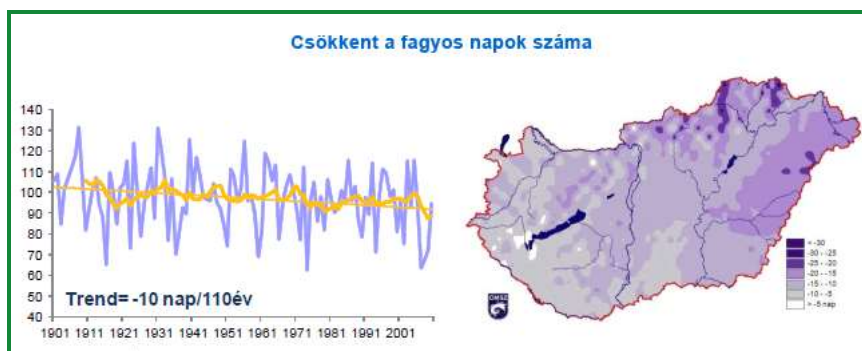 Csökkent a fagyos napok száma
140
130
120
110
100
90
80
70
60
50
40
Trend= -10 nap/110év
1901 1911 1921 1931 1941 1951 1961 1971 1981 1991 2001
OMSZ
< -30
-30 - -25
-25 - -20
-20 - -15
-15 - -10
-10 - -5
> -5 nap